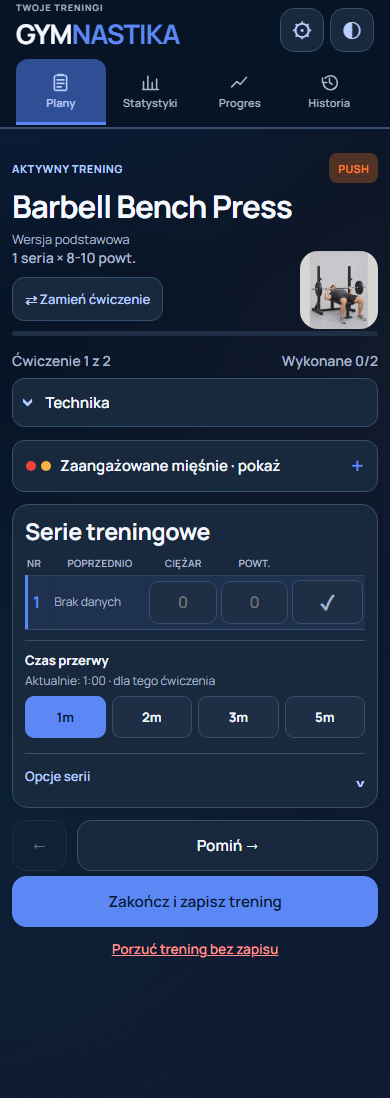 TWOJE TRENINGI
GYMNASTIKA
Plany
Statystyki
Progres
Historia
AKTYWNY TRENING
PUSH
Barbell Bench Press
Wersja podstawowa
1 seria × 8-10 powt.
⇄ Zamień ćwiczenie
Ćwiczenie 1 z 2
Wykonane 0/2
Technika
Zaangażowane mięśnie · pokaż +
Serie treningowe
NR POPRZEDNIO CIĘŻAR POWT.
1 Brak danych 0 0 ✓
Czas przerwy
Aktualnie: 1:00 · dla tego ćwiczenia
1m 2m 3m 5m
Opcje serii
← Pomiń →
Zakończ i zapisz trening
Porzuć trening bez zapisu